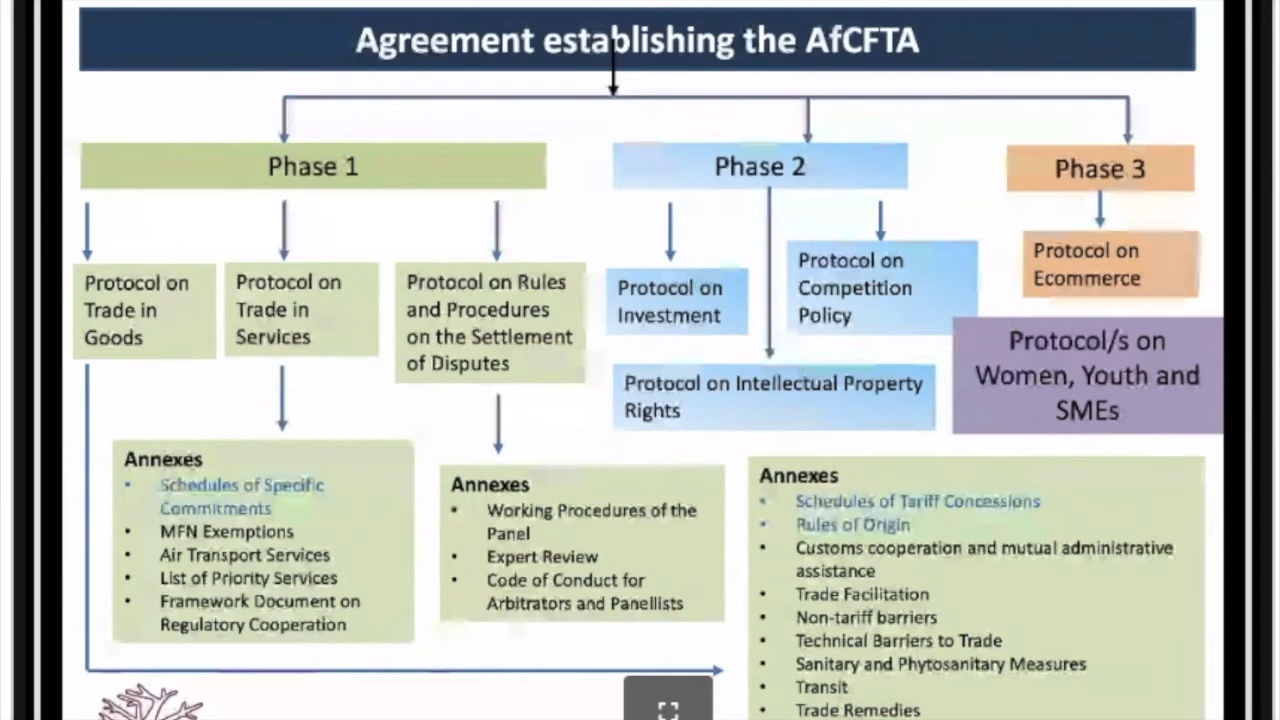 Agreement establishing the AfCFTA
Phase 1
Phase 2
Phase 3
Protocol on
Trade in
Goods
Protocol on
Trade in
Services
Protocol on Rules
and Procedures
on the Settlement
of Disputes
Protocol on
Investment
Protocol on
Competition
Policy
Protocol on Intellectual Property
Rights
Protocol on
Ecommerce
Protocol/s on
Women, Youth and
SMEs
Annexes
• Schedules of Specific
Commitments
• MFN Exemptions
• Air Transport Services
• List of Priority Services
• Framework Document on
Regulatory Cooperation
Annexes
• Working Procedures of the
Panel
• Expert Review
• Code of Conduct for
Arbitrators and Panellists
Annexes
• Schedules of Tariff Concessions
• Rules of Origin
• Customs cooperation and mutual administrative
assistance
• Trade Facilitation
• Non-tariff barriers
• Technical Barriers to Trade
• Sanitary and Phytosanitary Measures
• Transit
• Trade Remedies